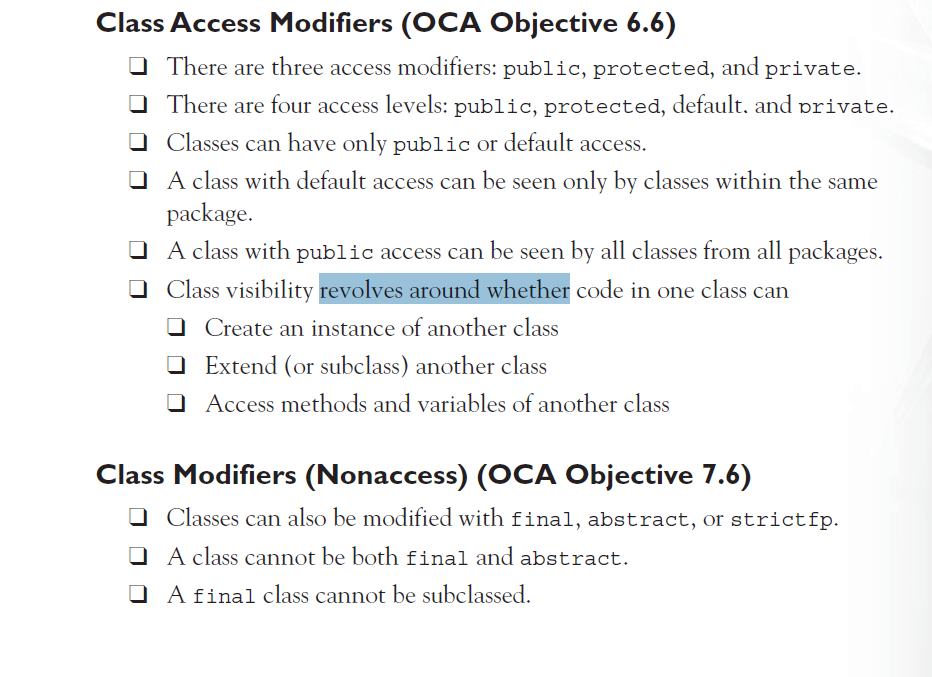 Class Access Modifiers (OCA Objective 6.6)
❑ There are three access modifiers: public, protected, and private.
❑ There are four access levels: public, protected, default, and private.
❑ Classes can have only public or default access.
❑ A class with default access can be seen only by classes within the same
package.
❑ A class with public access can be seen by all classes from all packages.
❑ Class visibility revolves around whether code in one class can
❑ Create an instance of another class
❑ Extend (or subclass) another class
❑ Access methods and variables of another class
Class Modifiers (Nonaccess) (OCA Objective 7.6)
❑ Classes can also be modified with final, abstract, or strictfp.
❑ A class cannot be both final and abstract.
❑ A final class cannot be subclassed.